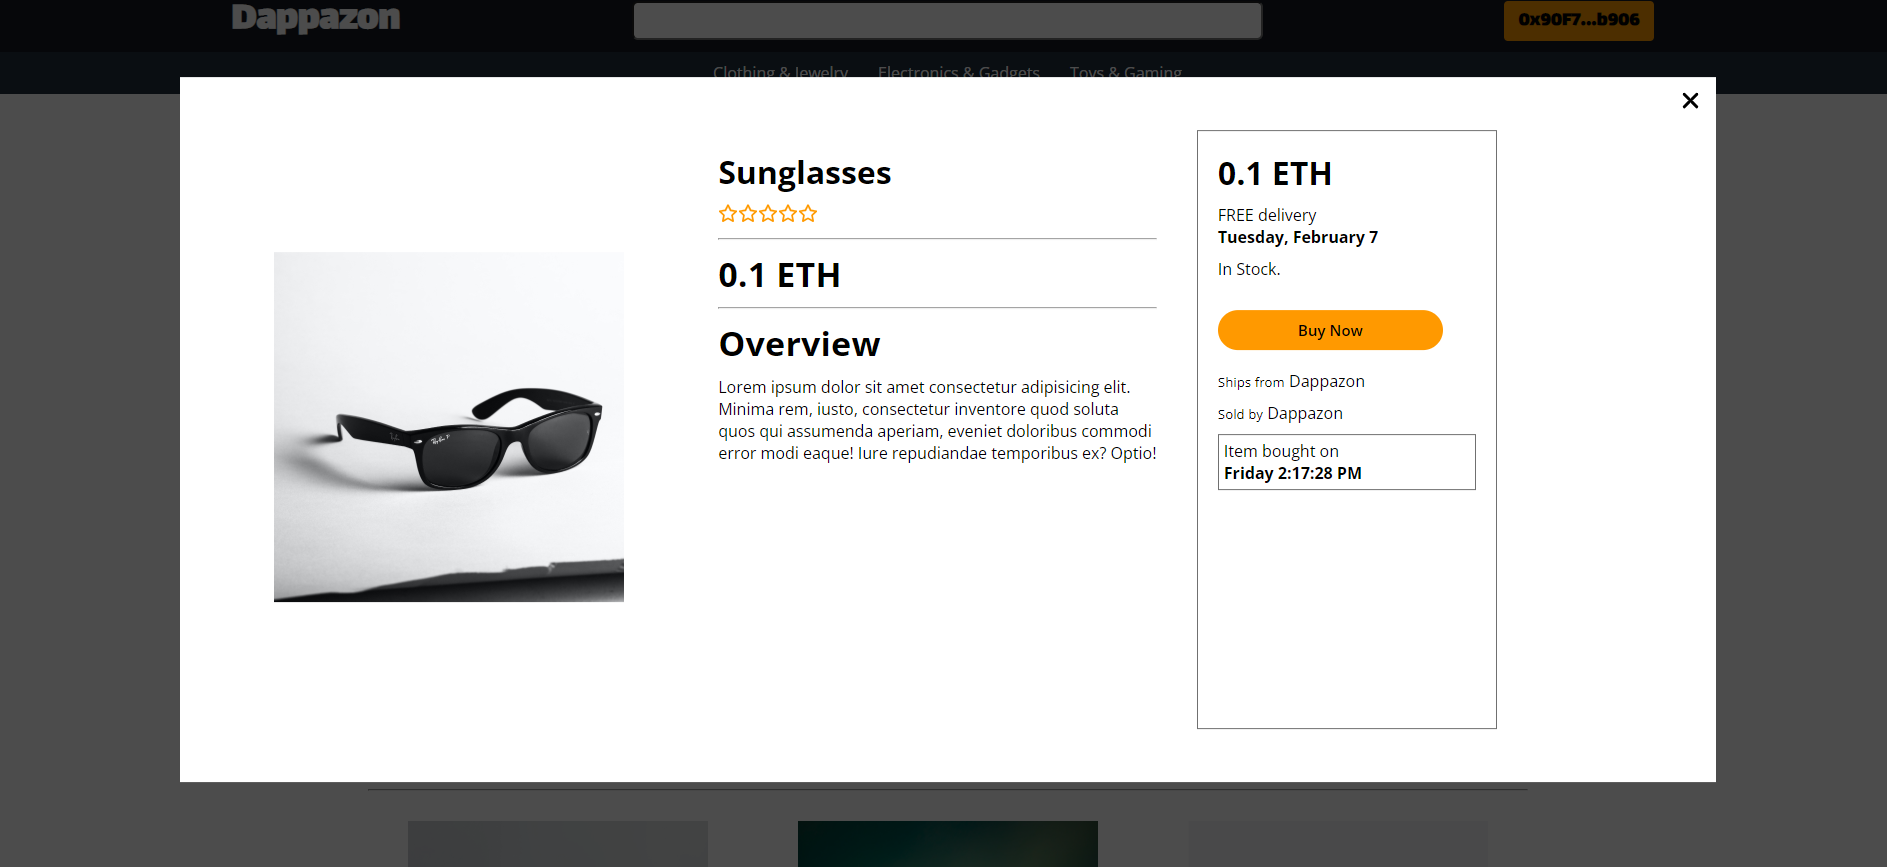 Dappazon
0x90F7...b906
Clothing & Jewelry
Electronics & Gadgets
Toys & Gaming
Sunglasses
0.1 ETH
Overview
Lorem ipsum dolor sit amet consectetur adipisicing elit.
Minima rem, iusto, consectetur inventore quod soluta
quos qui assumenda aperiam, eveniet doloribus commodi
error modi eaque! Iure repudiandae temporibus ex? Optio!
0.1 ETH
FREE delivery
Tuesday, February 7
In Stock.
Buy Now
Ships from Dappazon
Sold by Dappazon
Item bought on
Friday 2:17:28 PM